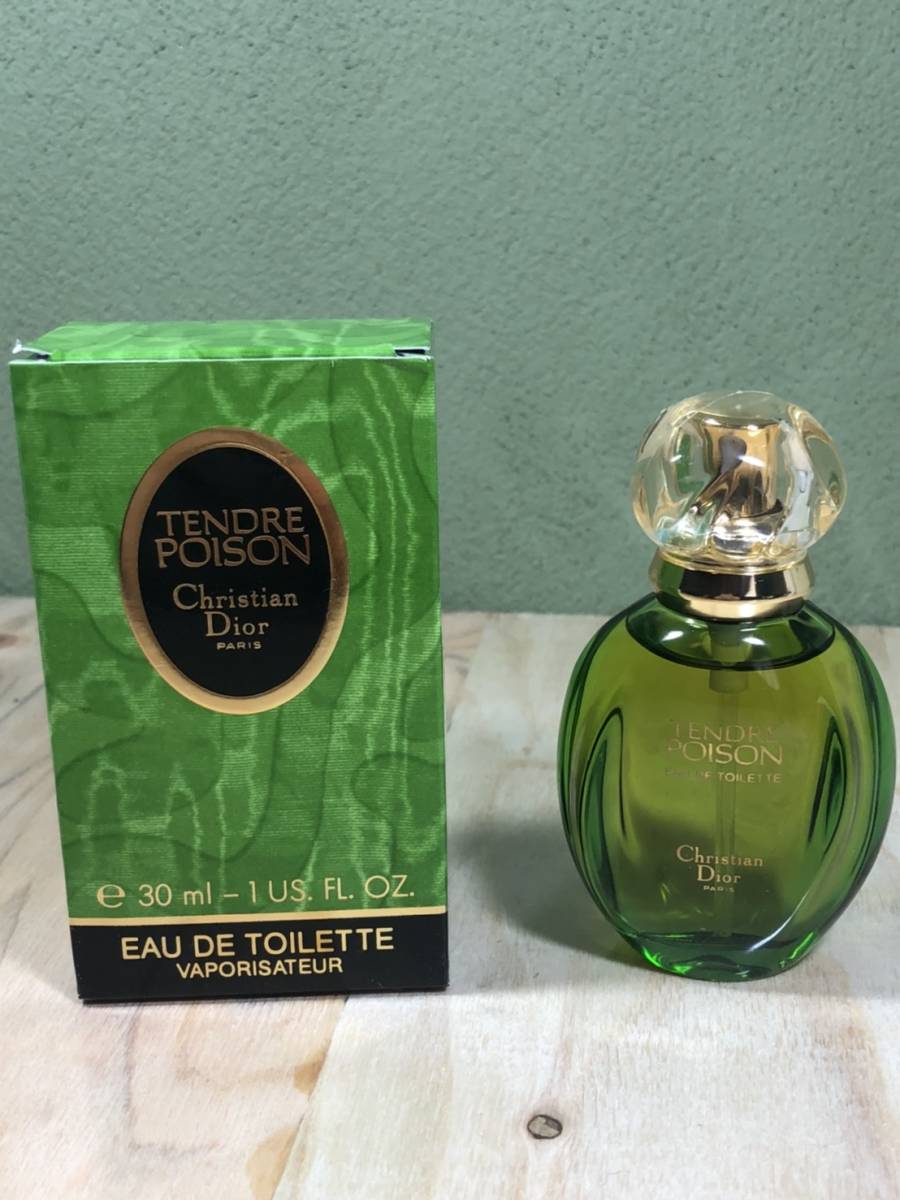 TENDRE
POISON
Christian
Dior
PARIS
℮ 30 ml – 1 US. FL. OZ.
EAU DE TOILETTE
VAPORISATEUR
TENDRE
POISON
EAU DE TOILETTE
Christian
Dior
PARIS